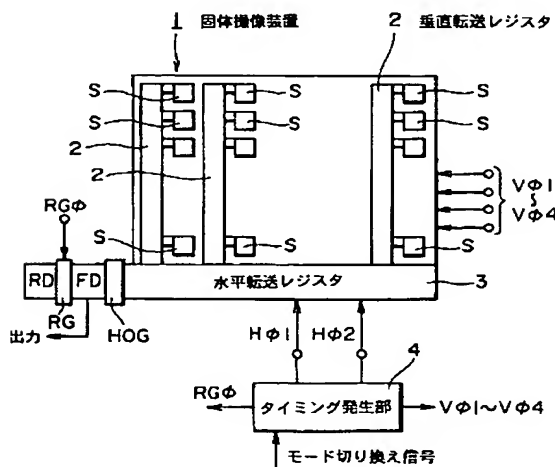 1 固体撮像装置
2 垂直転送レジスタ
S S S
S S S
2
2
RGΦ
VΦ1
〜
VΦ4
S S S
RD FD 水平転送レジスタ 3
RG
出力 HOG
HΦ1 HΦ2
4
RGΦ タイミング発生部 VΦ1〜VΦ4
モード切り換え信号